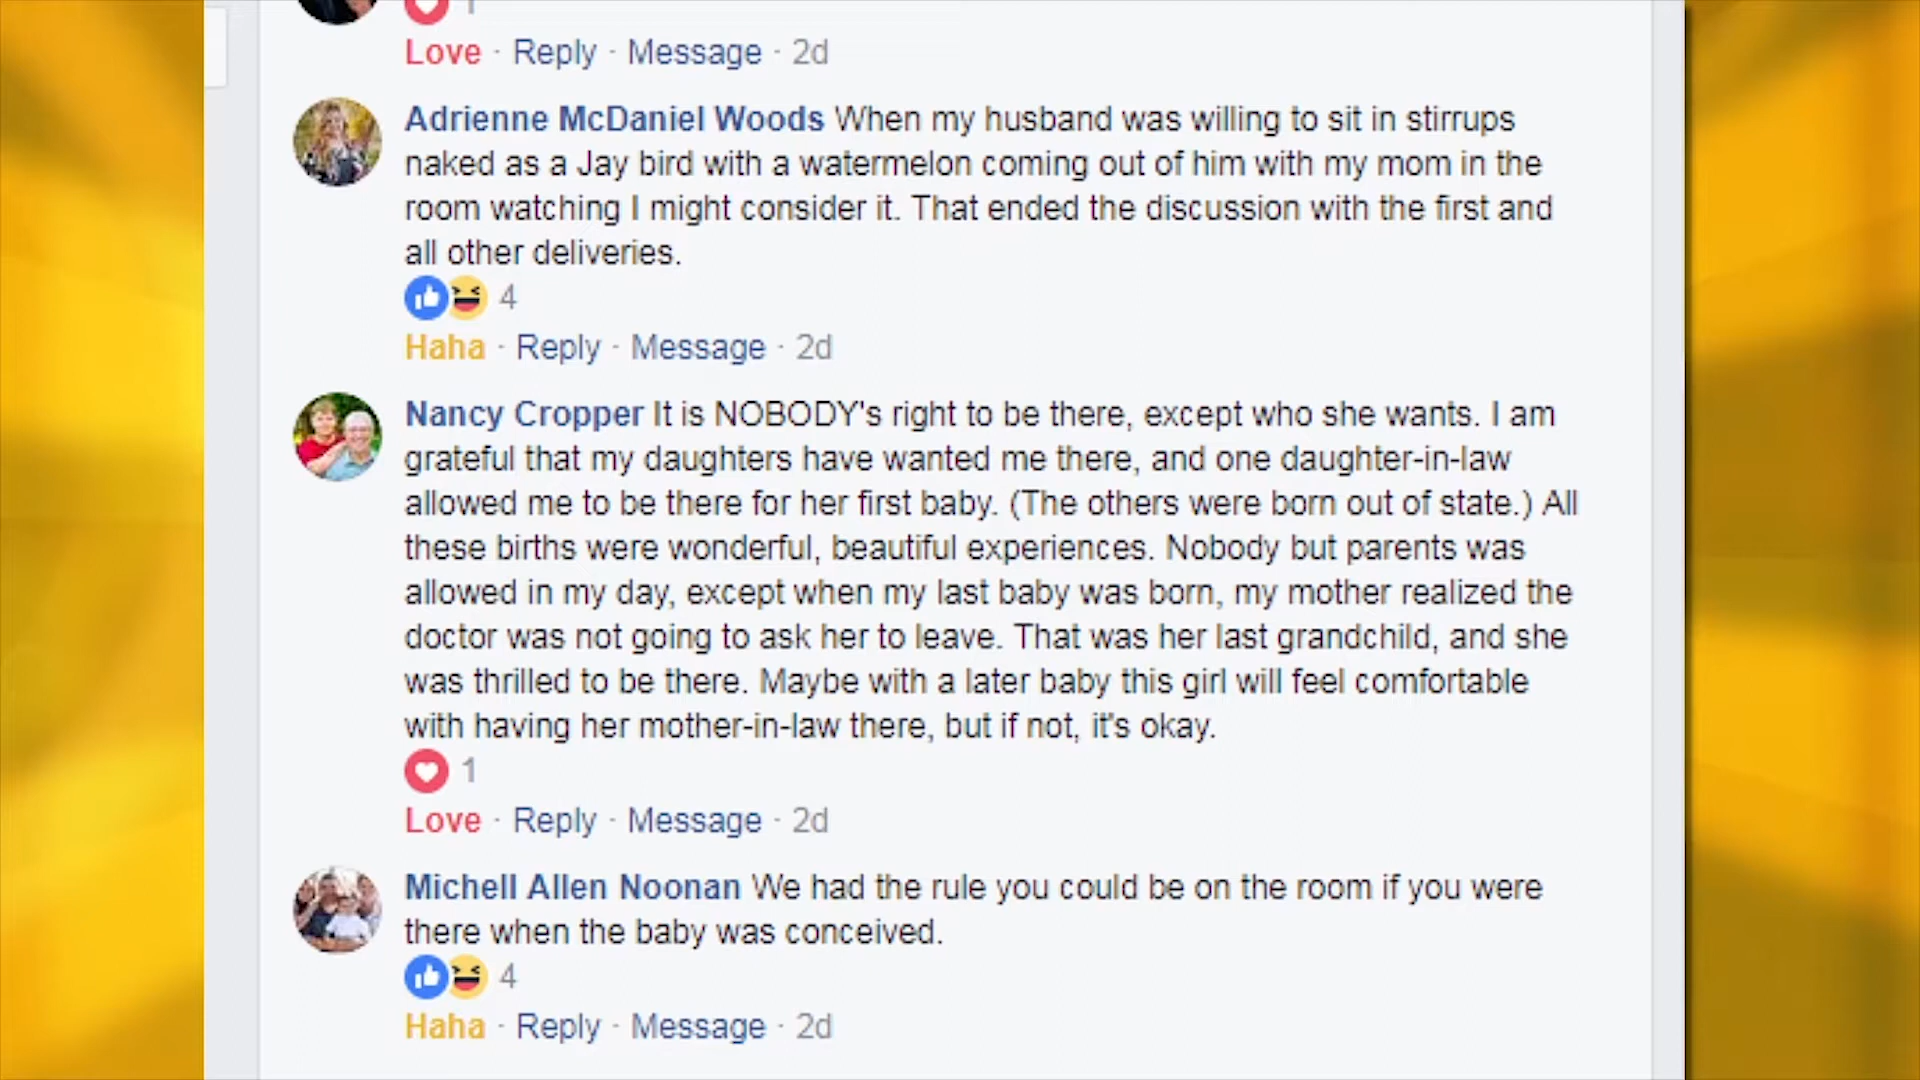 1
Love · Reply · Message · 2d
Adrienne McDaniel Woods When my husband was willing to sit in stirrups
naked as a Jay bird with a watermelon coming out of him with my mom in the
room watching I might consider it. That ended the discussion with the first and
all other deliveries.
4
Haha · Reply · Message · 2d
Nancy Cropper It is NOBODY's right to be there, except who she wants. I am
grateful that my daughters have wanted me there, and one daughter-in-law
allowed me to be there for her first baby. (The others were born out of state.) All
these births were wonderful, beautiful experiences. Nobody but parents was
allowed in my day, except when my last baby was born, my mother realized the
doctor was not going to ask her to leave. That was her last grandchild, and she
was thrilled to be there. Maybe with a later baby this girl will feel comfortable
with having her mother-in-law there, but if not, it's okay.
1
Love · Reply · Message · 2d
Michell Allen Noonan We had the rule you could be on the room if you were
there when the baby was conceived.
4
Haha · Reply · Message · 2d